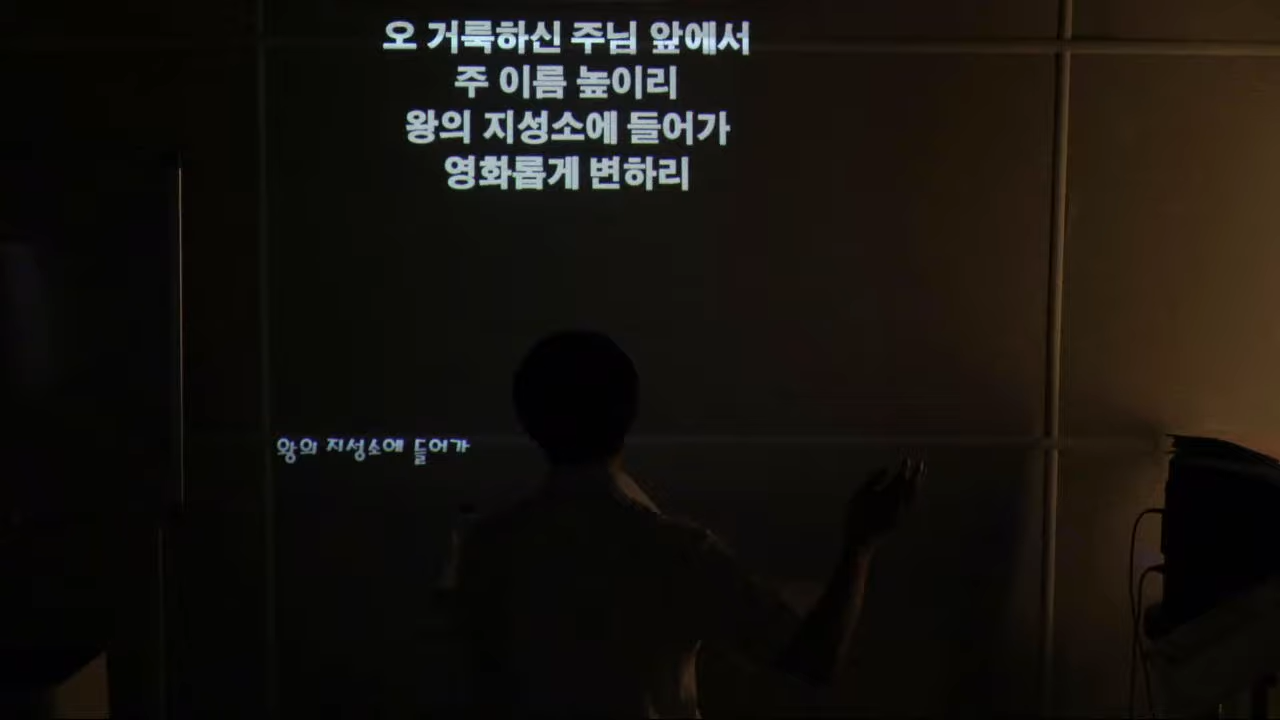 오 거룩하신 주님 앞에서
주 이름 높이리
왕의 지성소에 들어가
영화롭게 변하리
왕의 지성소에 들어가